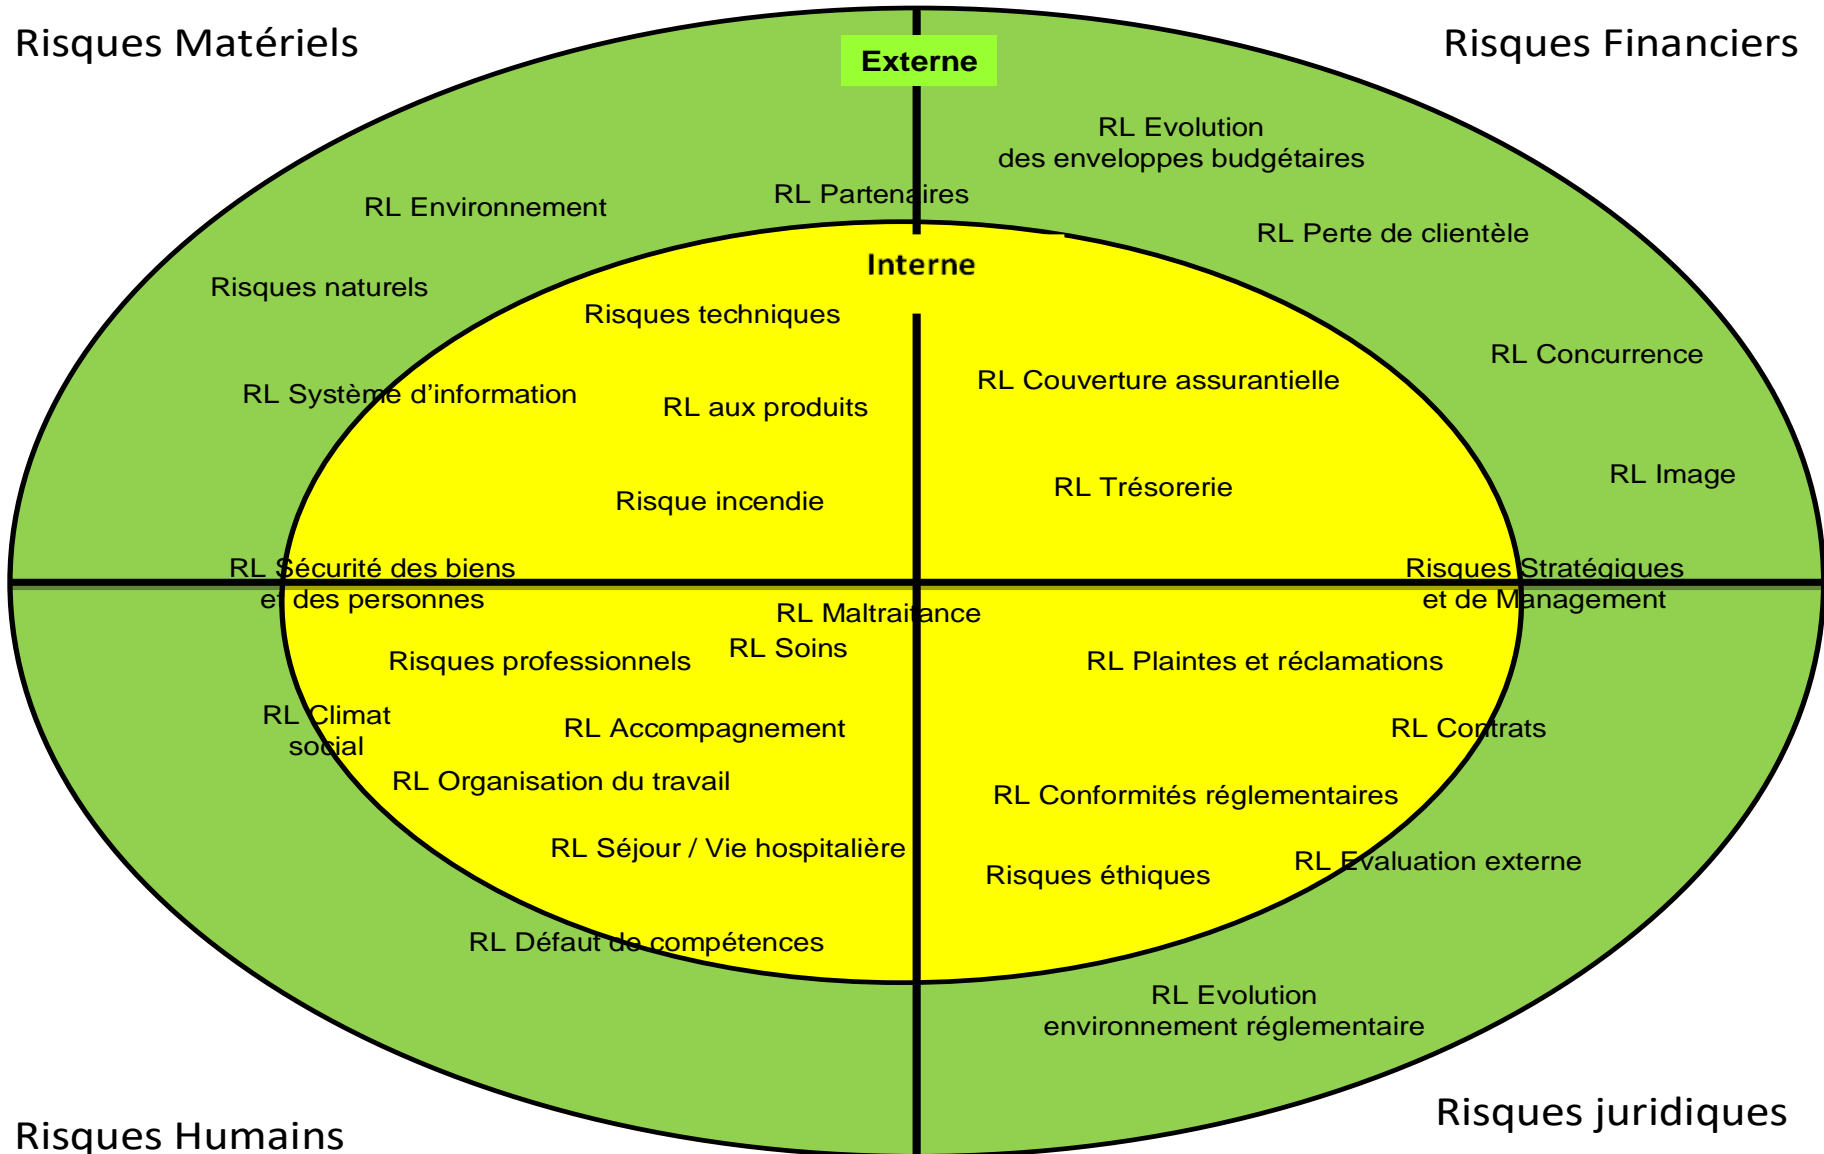 Risques Matériels
Risques Financiers
Externe
RL Evolution
des enveloppes budgétaires
RL Partenaires
RL Environnement
RL Perte de clientèle
Interne
Risques naturels
Risques techniques
RL Concurrence
RL Couverture assurantielle
RL Système d’information
RL aux produits
RL Image
RL Trésorerie
Risque incendie
RL Sécurité des biens
et des personnes
Risques Stratégiques
et de Management
RL Maltraitance
RL Soins
Risques professionnels
RL Plaintes et réclamations
RL Climat
social
RL Accompagnement
RL Contrats
RL Organisation du travail
RL Conformités réglementaires
RL Séjour / Vie hospitalière
RL Evaluation externe
Risques éthiques
RL Défaut de compétences
RL Evolution
environnement réglementaire
Risques Humains
Risques juridiques